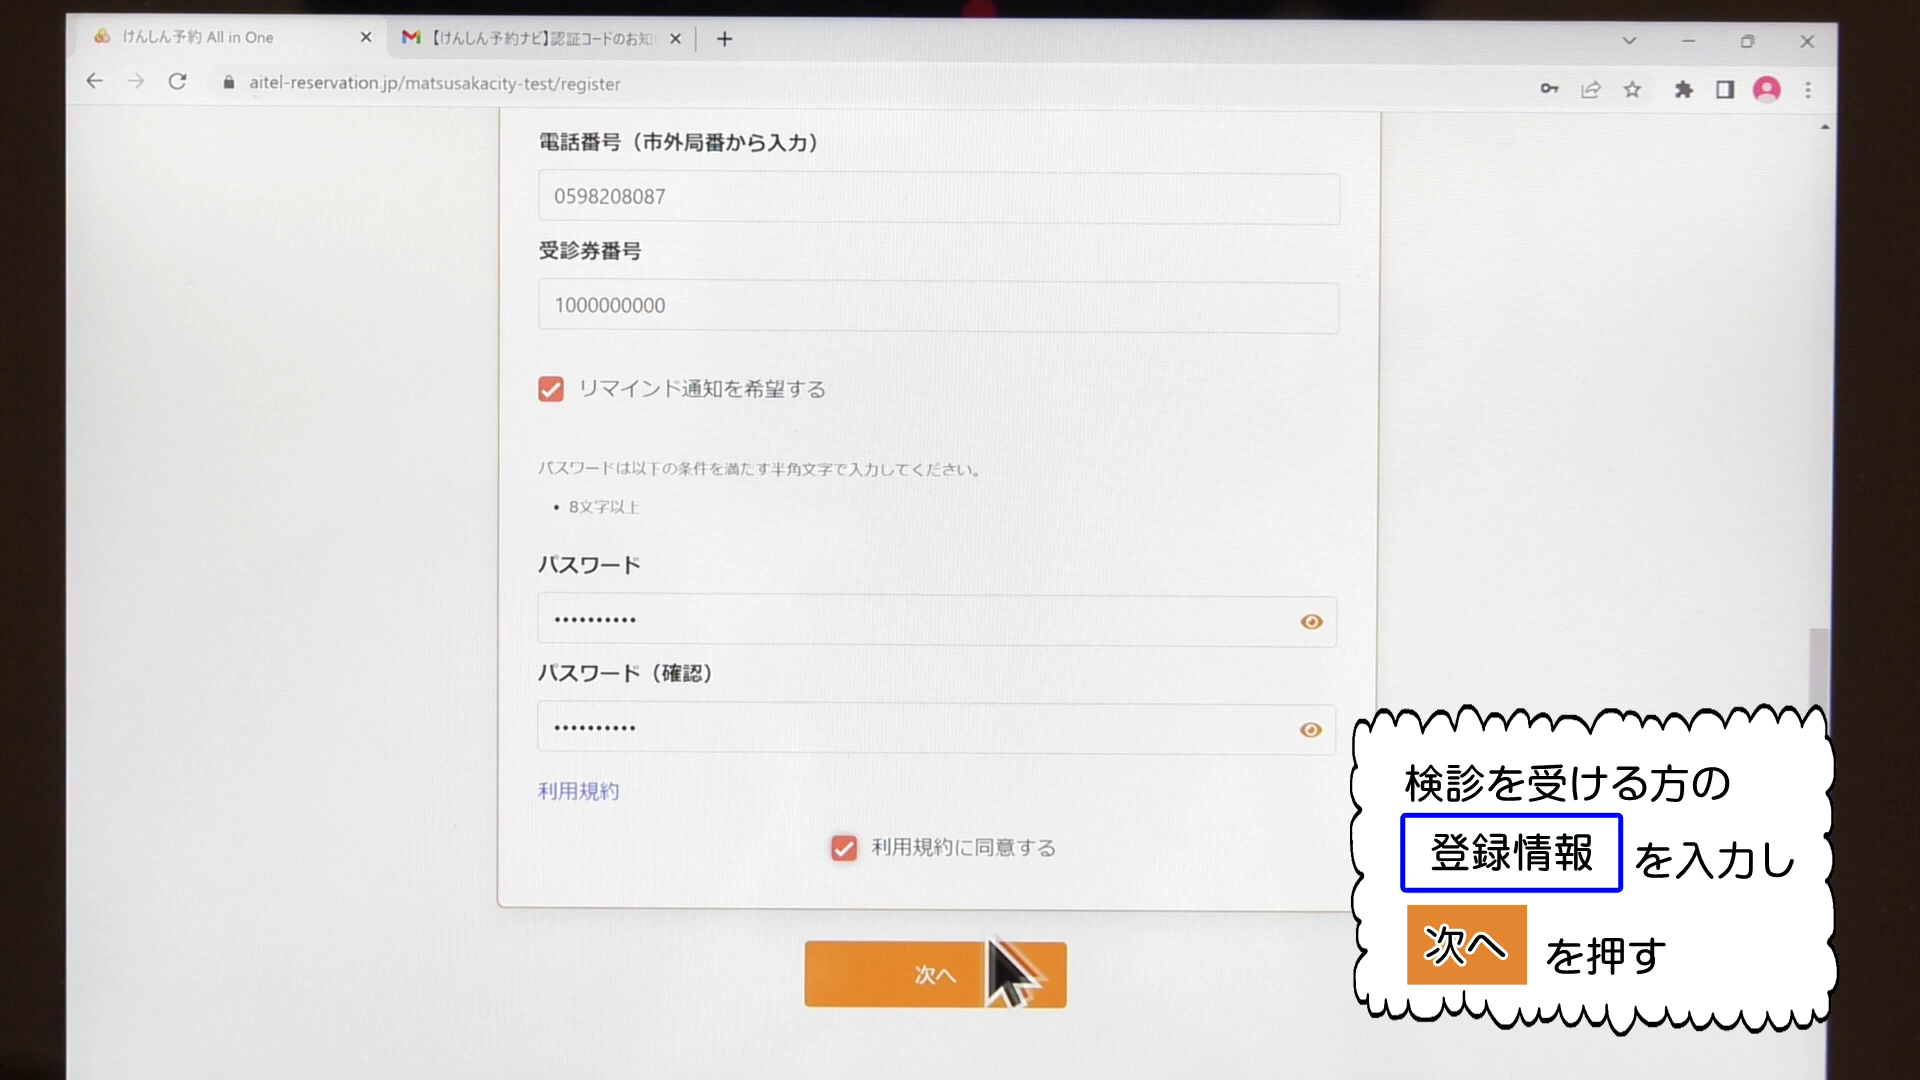 けんしん予約 All in One
【けんしん予約ナビ】認証コードのお知
aitel-reservation.jp/matsusakacity-test/register
電話番号（市外局番から入力）
0598208087
受診券番号
1000000000
リマインド通知を希望する
パスワードは以下の条件を満たす半角文字で入力してください。
• 8文字以上
パスワード
••••••••••
パスワード（確認）
••••••••••
利用規約
利用規約に同意する
次へ
検診を受ける方の
登録情報 を入力し
次へ を押す